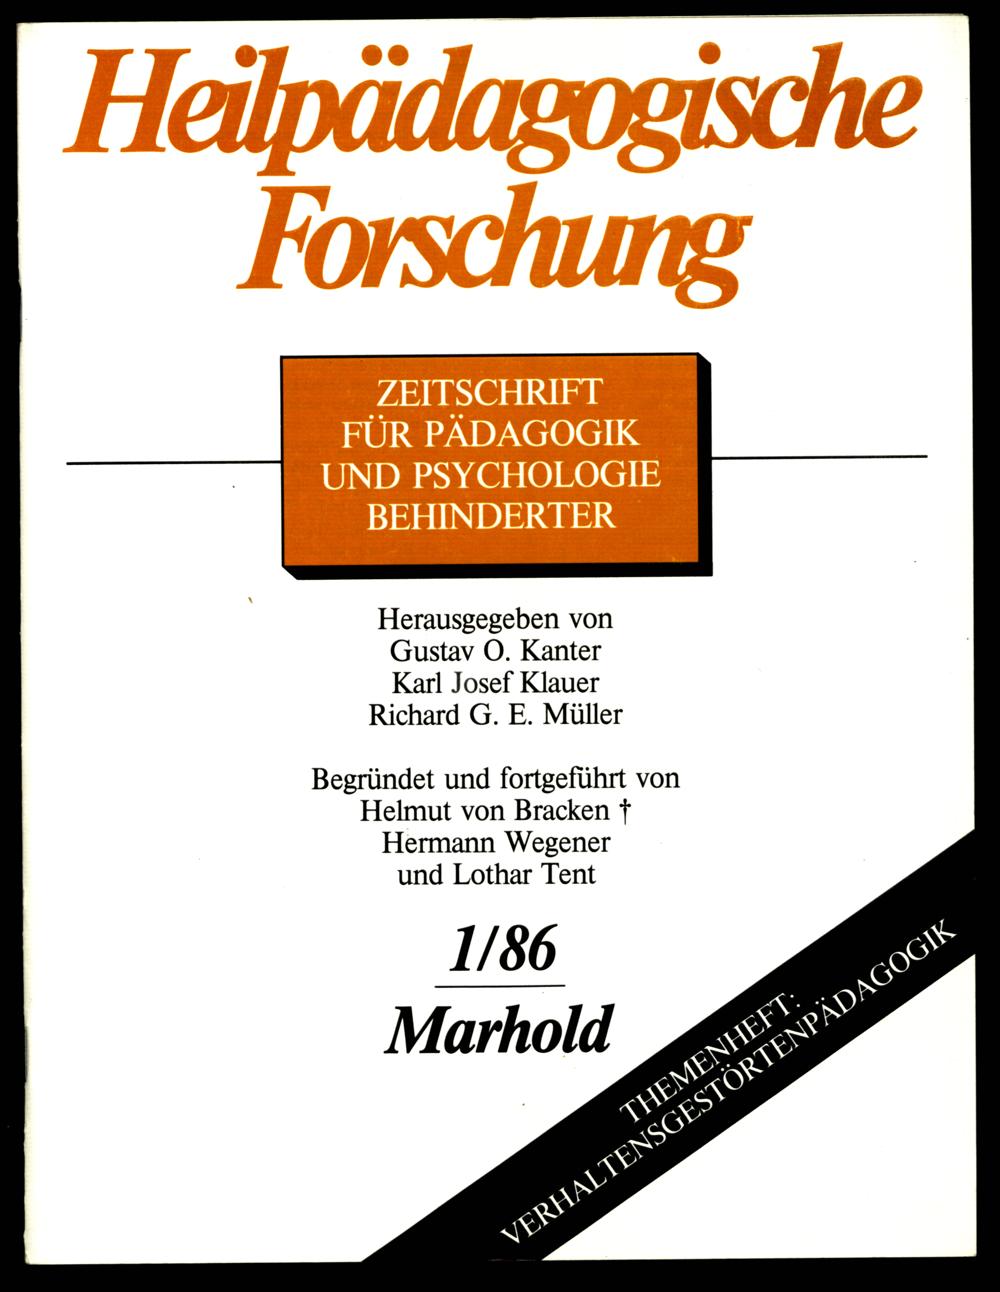 Heilpädagogische
Forschung
ZEITSCHRIFT
FÜR PÄDAGOGIK
UND PSYCHOLOGIE
BEHINDERTER
Herausgegeben von
Gustav O. Kanter
Karl Josef Klauer
Richard G. E. Müller
Begründet und fortgeführt von
Helmut von Bracken †
Hermann Wegener
und Lothar Tent
1/86
Marhold
THEMENHEFT:
VERHALTENSGESTÖRTENPÄDAGOGIK